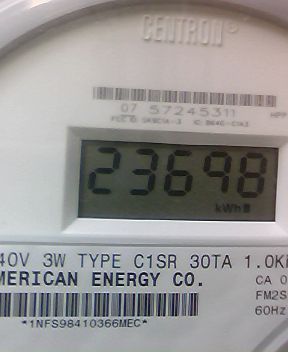 CENTRON®
07 57245311
23698
kWh
40V 3W TYPE C1SR 30TA 1.0K
MERICAN ENERGY CO.
CA 0
FM2S
60Hz
*1NFS98410366MEC*